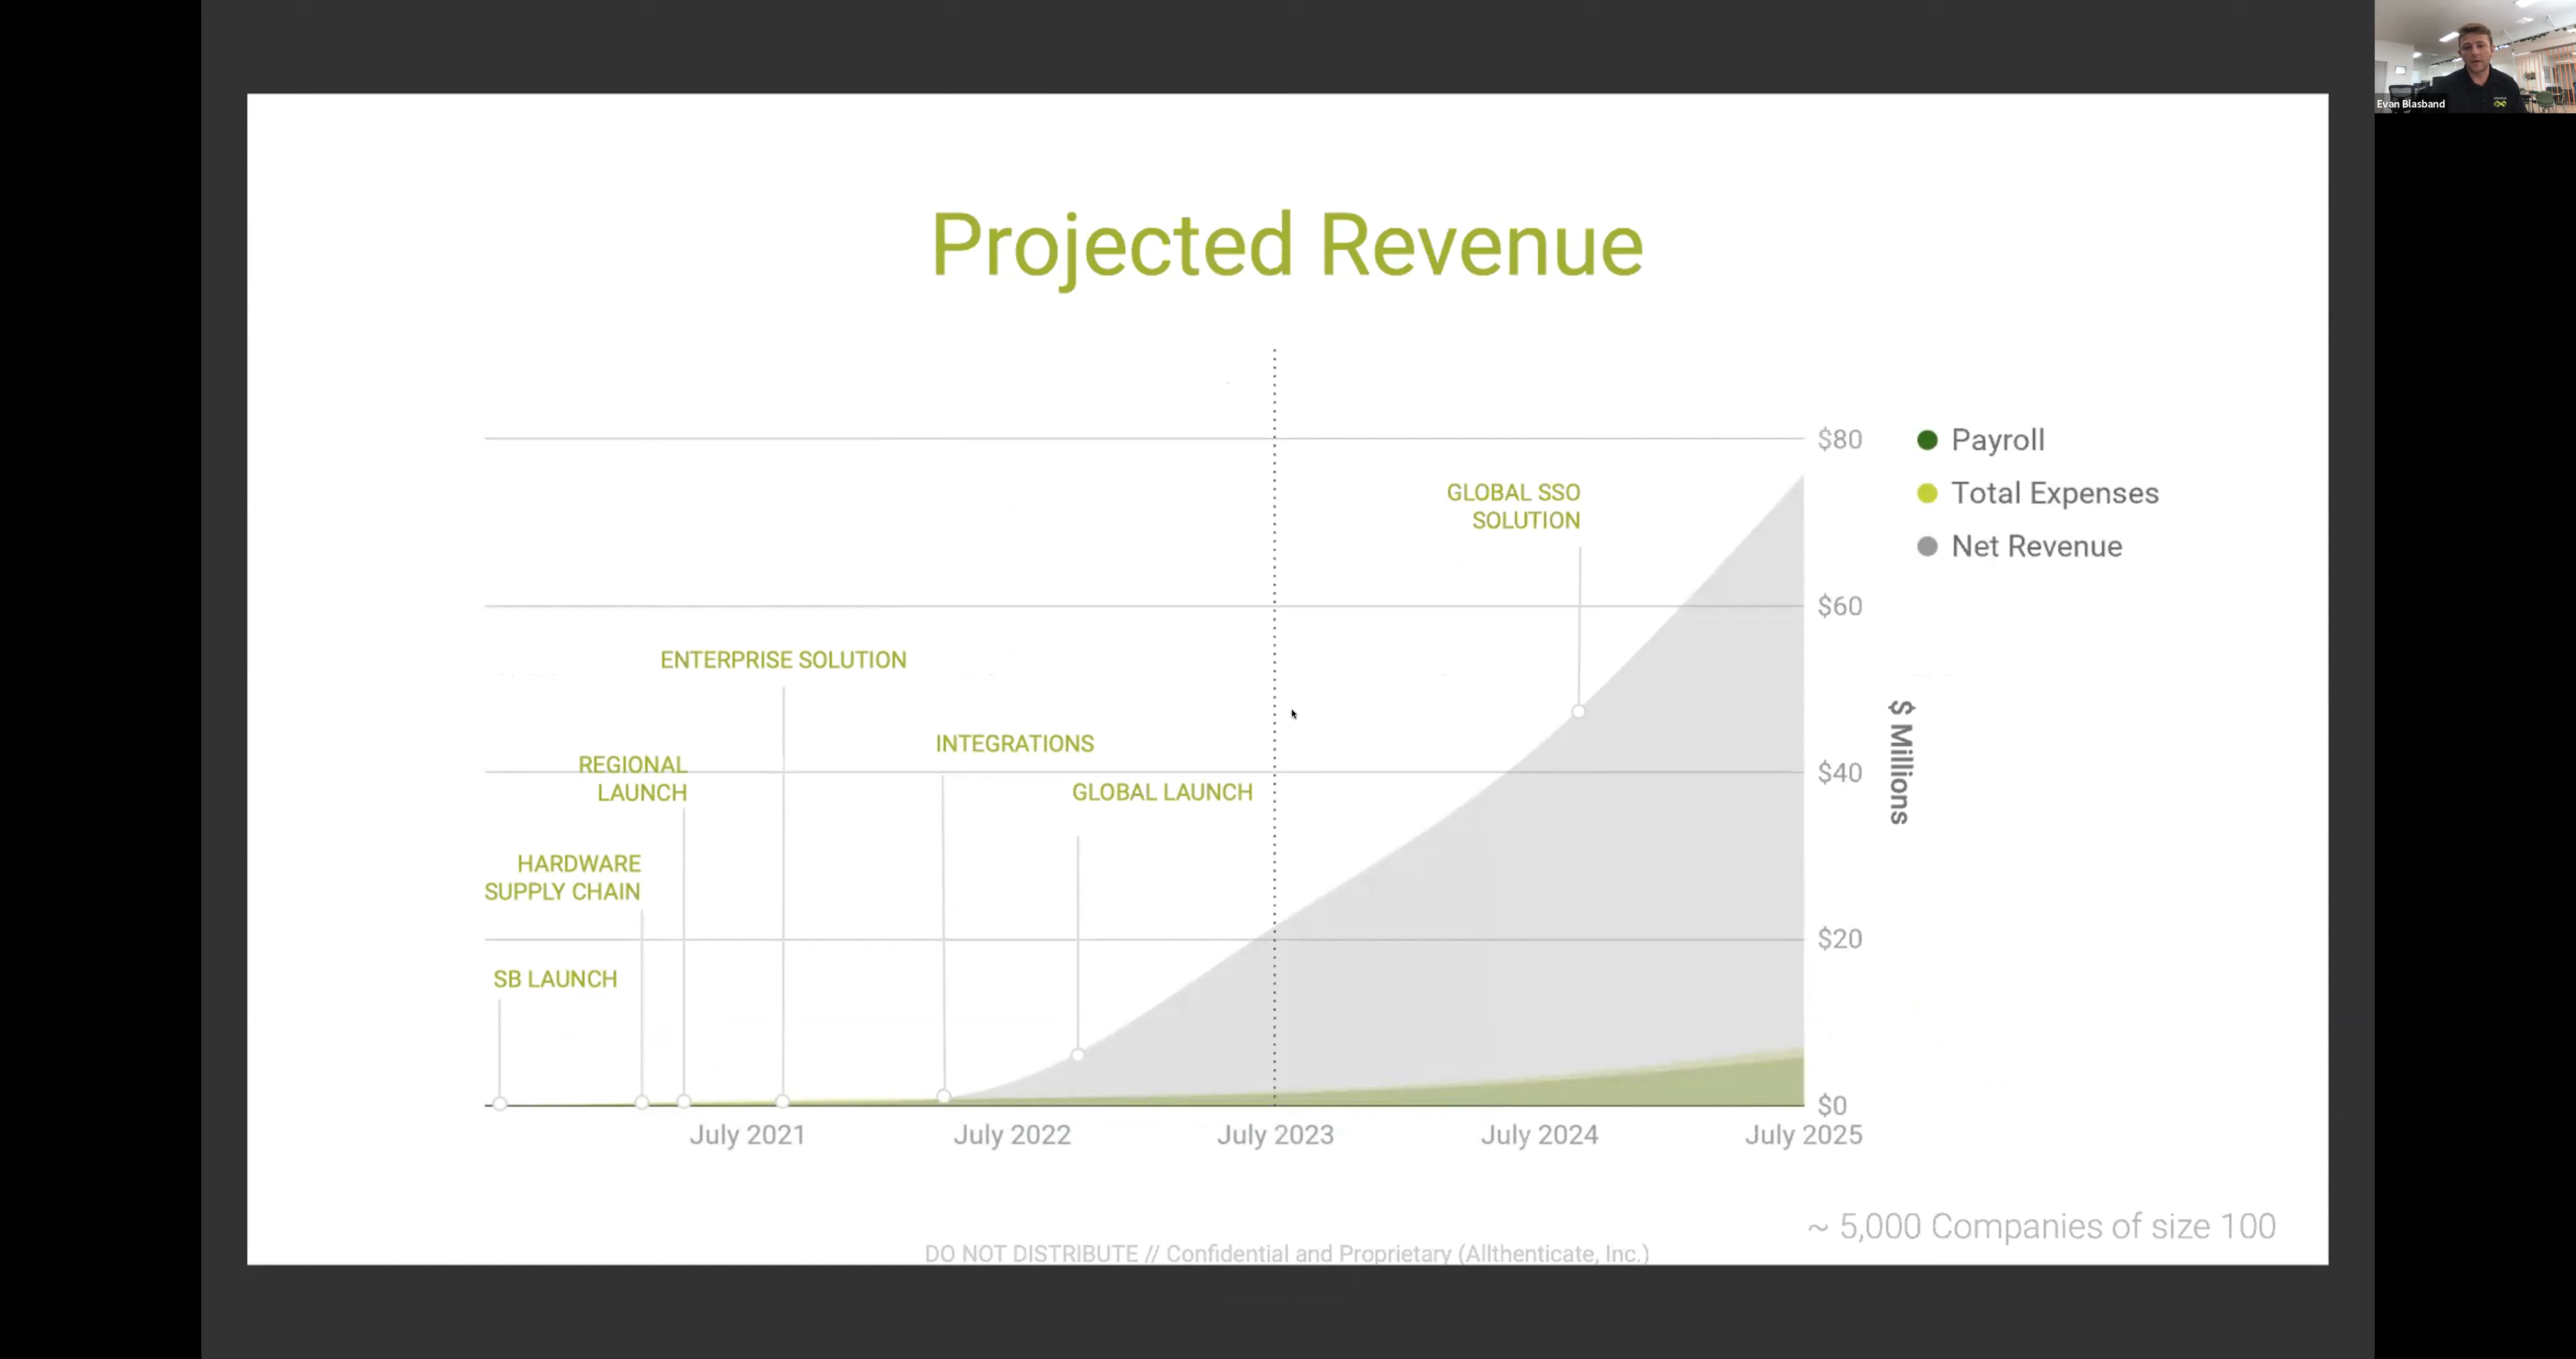 Evan Blasband
Projected Revenue
$80
Payroll
Total Expenses
Net Revenue
GLOBAL SSO
SOLUTION
$60
ENTERPRISE SOLUTION
INTEGRATIONS
REGIONAL
LAUNCH
$40
$ Millions
GLOBAL LAUNCH
HARDWARE
SUPPLY CHAIN
$20
SB LAUNCH
$0
July 2021
July 2022
July 2023
July 2024
July 2025
~ 5,000 Companies of size 100
DO NOT DISTRIBUTE // Confidential and Proprietary (Allthenticate, Inc.)